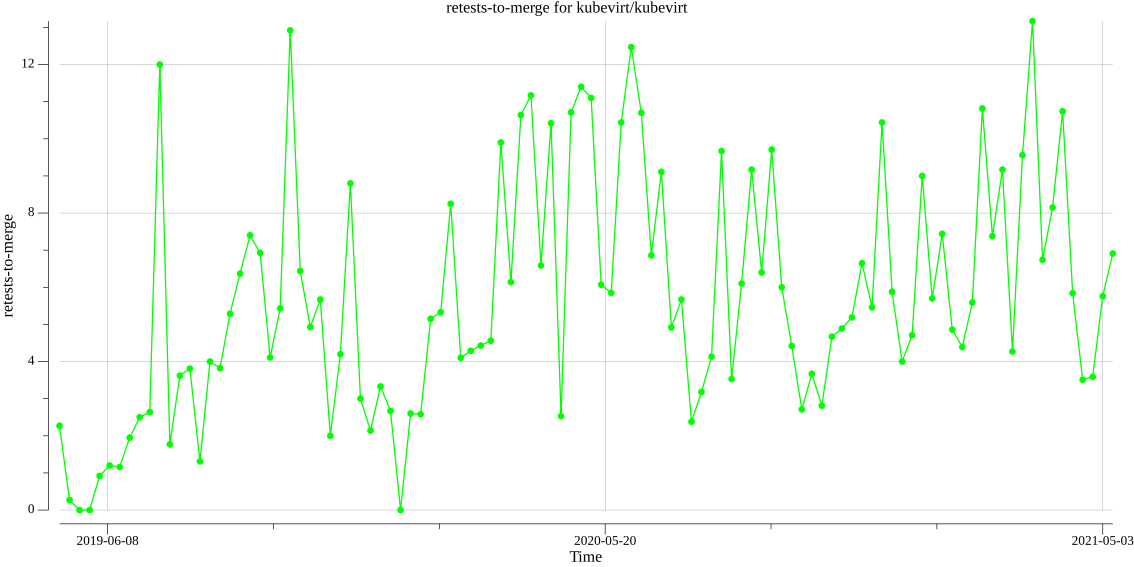 retests-to-merge for kubevirt/kubevirt
12
8
4
0
retests-to-merge
2019-06-08
2020-05-20
2021-05-03
Time